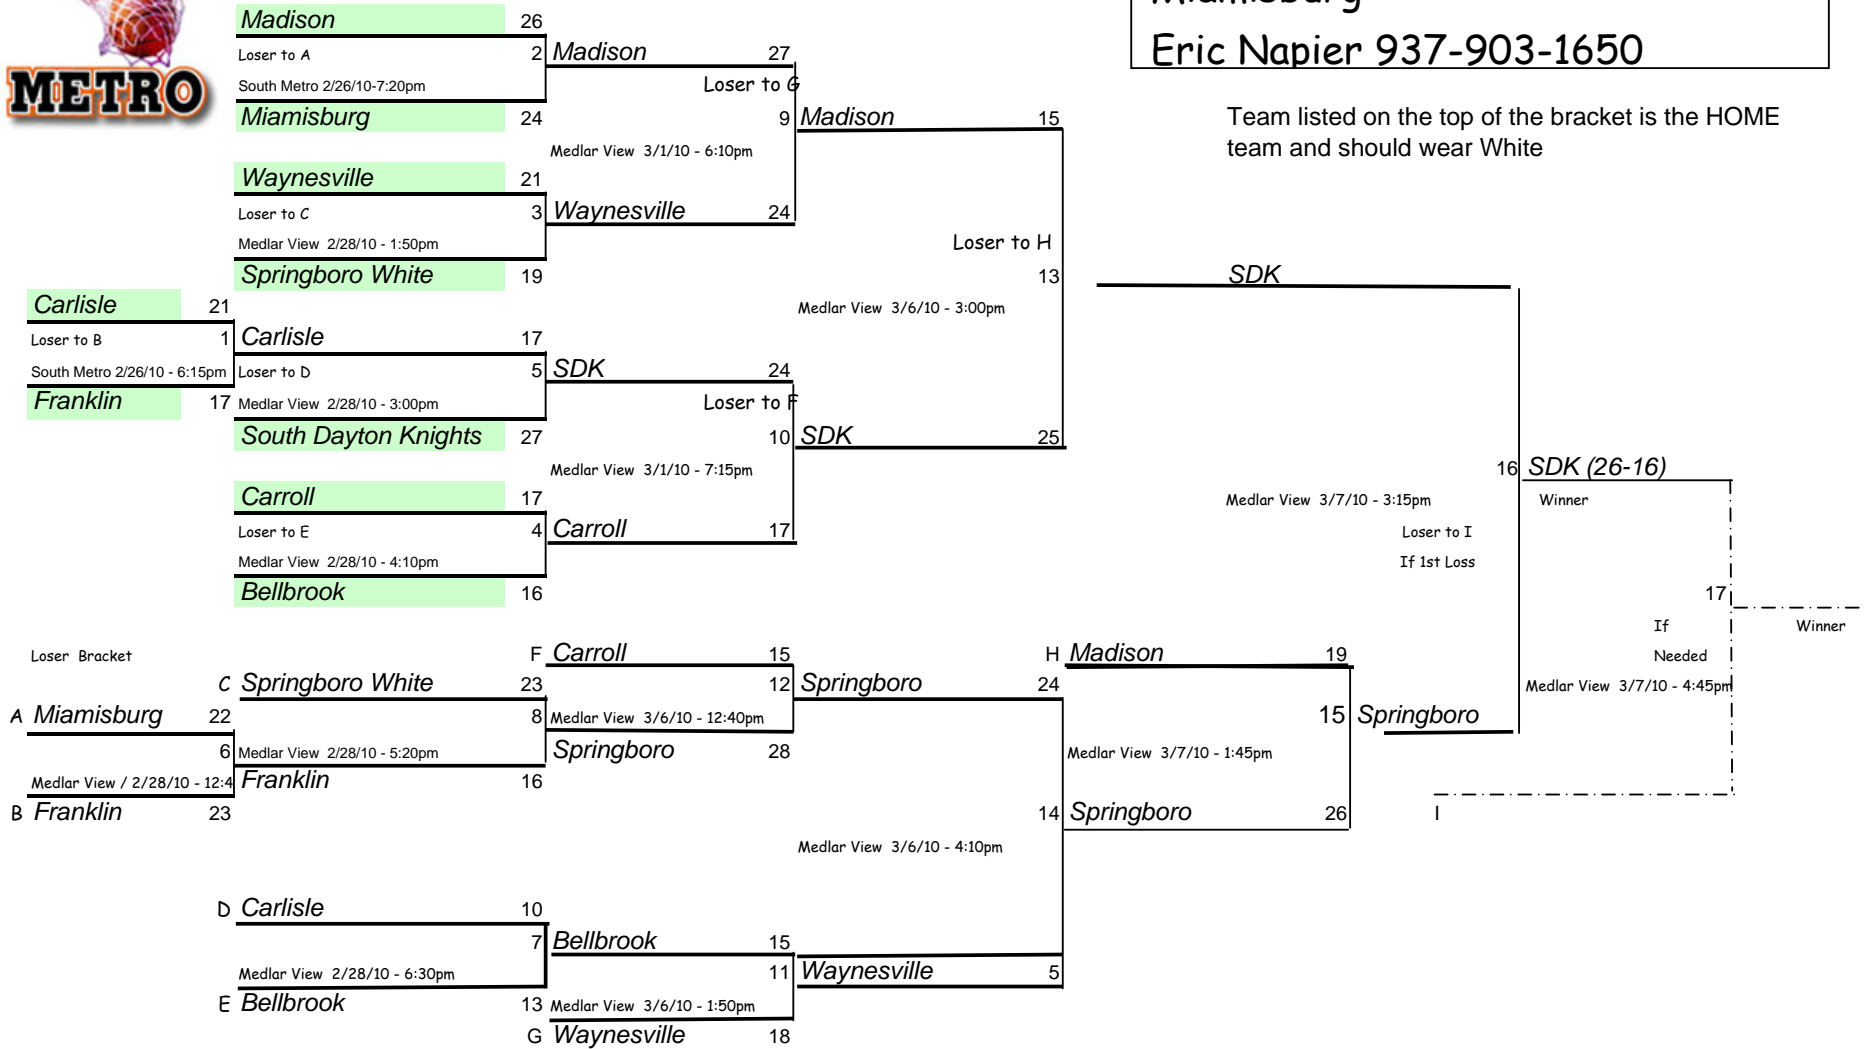 METRO
Miamisburg
Eric Napier 937-903-1650
Team listed on the top of the bracket is the HOME
team and should wear White
Madison 26
Loser to A 2 Madison 27
South Metro 2/26/10-7:20pm Loser to G
Miamisburg 24 9 Madison 15
Medlar View 3/1/10 - 6:10pm
Waynesville 21
Loser to C 3 Waynesville 24
Medlar View 2/28/10 - 1:50pm Loser to H
Springboro White 19 13 SDK
Carlisle 21 Medlar View 3/6/10 - 3:00pm
Loser to B 1 Carlisle 17
South Metro 2/26/10 - 6:15pm Loser to D 5 SDK 24
Franklin 17 Medlar View 2/28/10 - 3:00pm Loser to F
South Dayton Knights 27 10 SDK 25
Medlar View 3/1/10 - 7:15pm 16 SDK (26-16)
Carroll 17 Medlar View 3/7/10 - 3:15pm Winner
Loser to E 4 Carroll 17 Loser to I
Medlar View 2/28/10 - 4:10pm If 1st Loss
Bellbrook 16 17
If Winner
Loser Bracket F Carroll 15 H Madison 19 Needed
C Springboro White 23 12 Springboro 24 Medlar View 3/7/10 - 4:45pm
A Miamisburg 22 8 Medlar View 3/6/10 - 12:40pm 15 Springboro
6 Medlar View 2/28/10 - 5:20pm Springboro 28 Medlar View 3/7/10 - 1:45pm
Medlar View / 2/28/10 - 12:4 Franklin 16
B Franklin 23 14 Springboro 26 I
Medlar View 3/6/10 - 4:10pm
D Carlisle 10
7 Bellbrook 15
Medlar View 2/28/10 - 6:30pm 11 Waynesville 5
E Bellbrook 13 Medlar View 3/6/10 - 1:50pm
G Waynesville 18